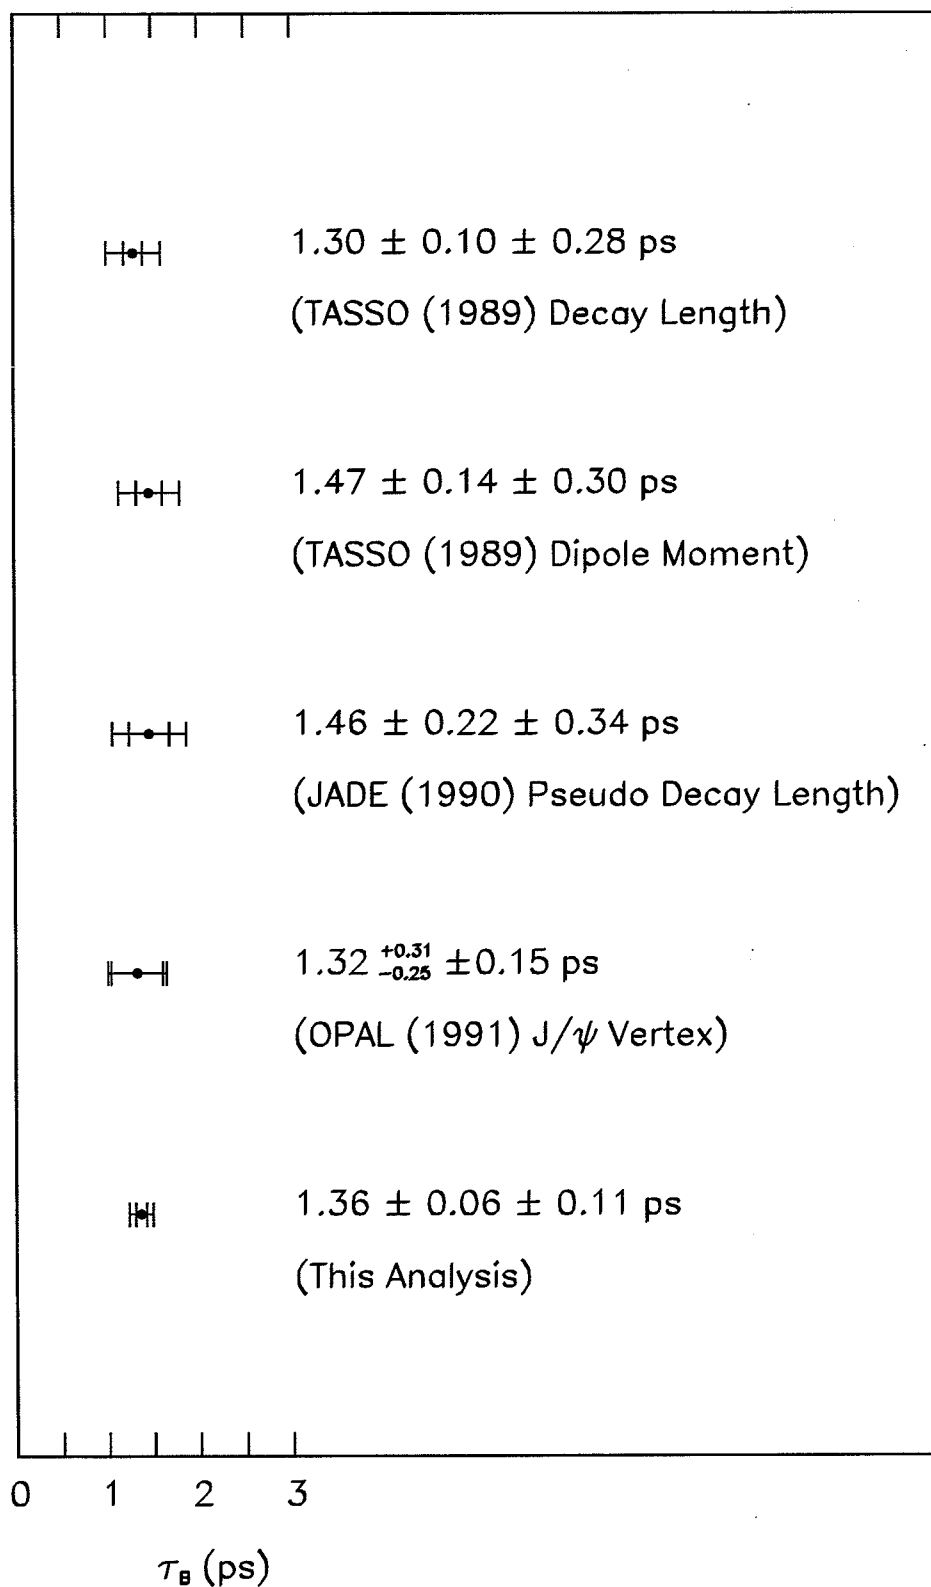 1.30 ± 0.10 ± 0.28 ps
(TASSO (1989) Decay Length)
1.47 ± 0.14 ± 0.30 ps
(TASSO (1989) Dipole Moment)
1.46 ± 0.22 ± 0.34 ps
(JADE (1990) Pseudo Decay Length)
1.32 +0.31 −0.25 ±0.15 ps
(OPAL (1991) J/ψ Vertex)
1.36 ± 0.06 ± 0.11 ps
(This Analysis)
0 1 2 3
τB (ps)